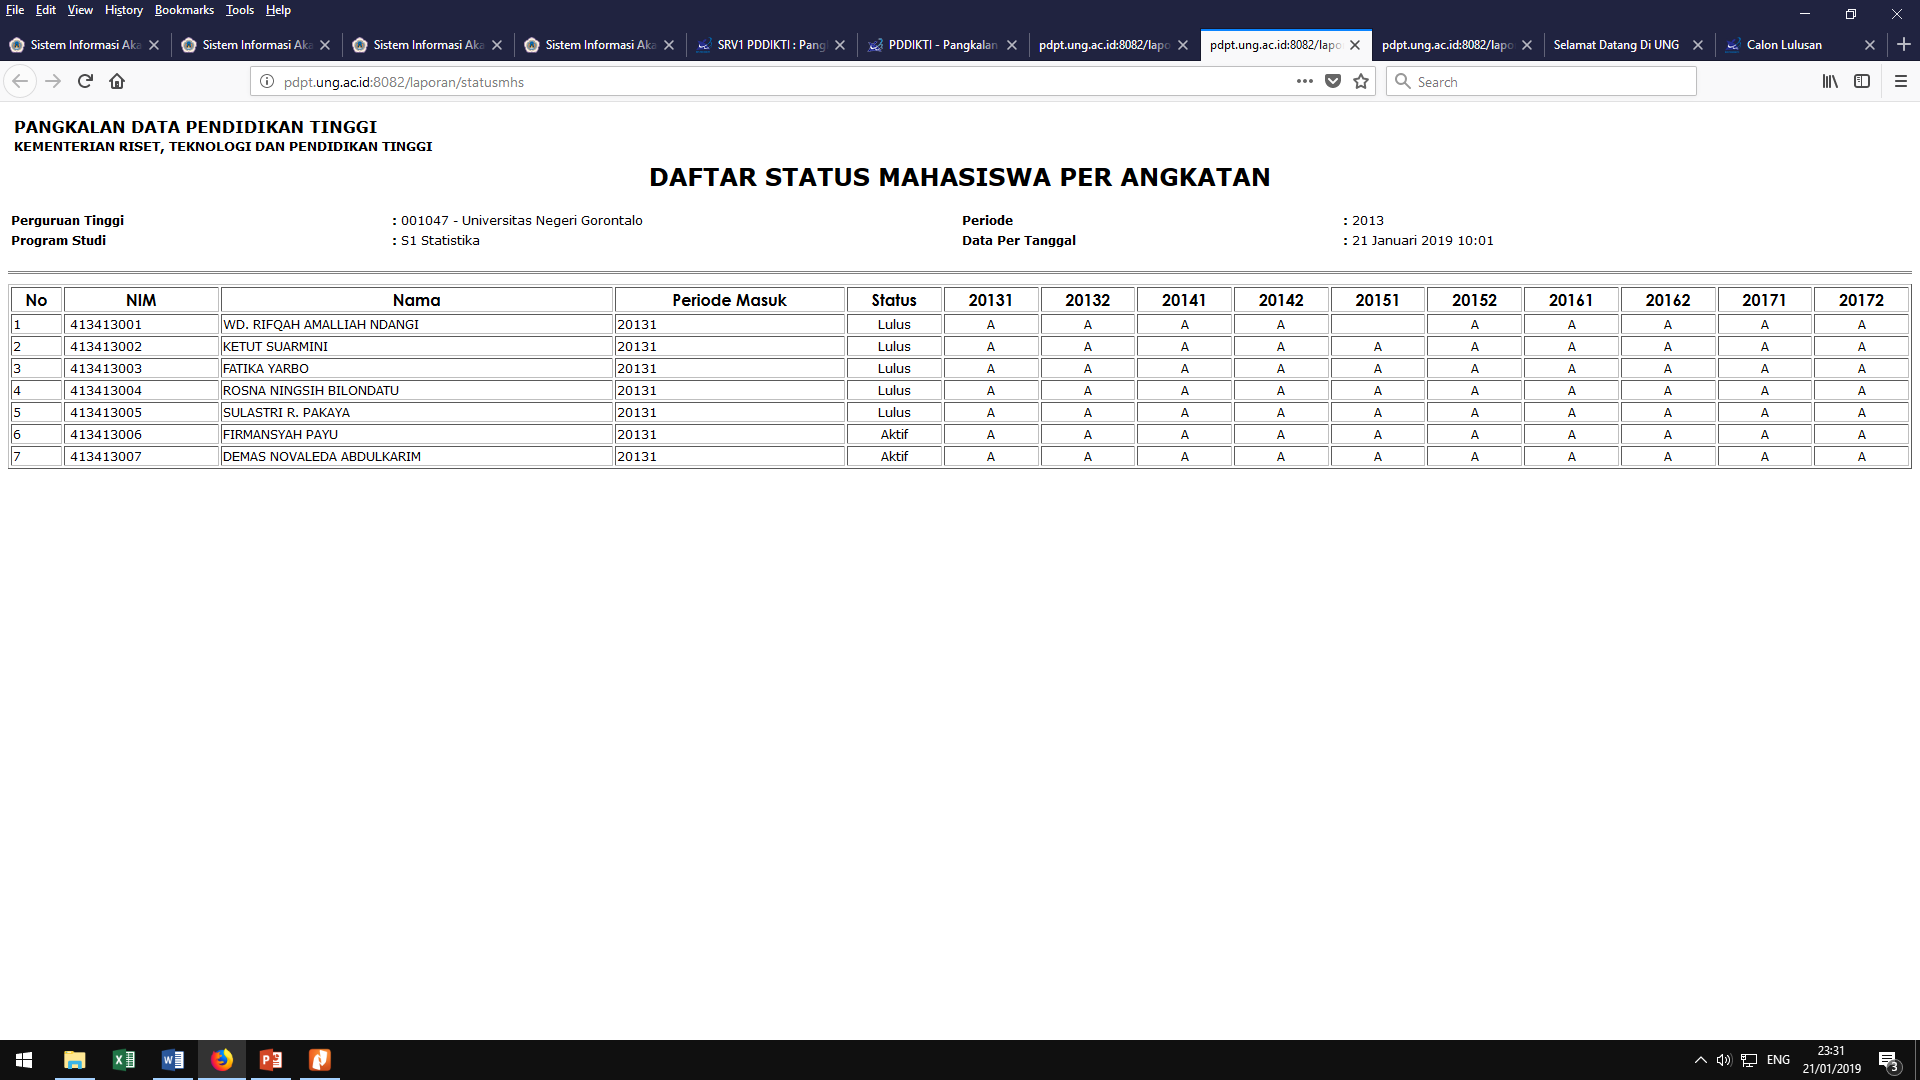 File Edit View History Bookmarks Tools Help
Sistem Informasi Aka Sistem Informasi Aka Sistem Informasi Aka Sistem Informasi Aka SRV1 PDDIKTI : Pangk PDDIKTI - Pangkalan pdpt.ung.ac.id:8082/lapo pdpt.ung.ac.id:8082/lapo pdpt.ung.ac.id:8082/lapo Selamat Datang Di UNG Calon Lulusan
pdpt.ung.ac.id:8082/laporan/statusmhs Search
PANGKALAN DATA PENDIDIKAN TINGGI
KEMENTERIAN RISET, TEKNOLOGI DAN PENDIDIKAN TINGGI
DAFTAR STATUS MAHASISWA PER ANGKATAN
Perguruan Tinggi : 001047 - Universitas Negeri Gorontalo Periode : 2013
Program Studi : S1 Statistika Data Per Tanggal : 21 Januari 2019 10:01
No NIM Nama Periode Masuk Status 20131 20132 20141 20142 20151 20152 20161 20162 20171 20172
1 413413001 WD. RIFQAH AMALLIAH NDANGI 20131 Lulus A A A A A A A A A
2 413413002 KETUT SUARMINI 20131 Lulus A A A A A A A A A A
3 413413003 FATIKA YARBO 20131 Lulus A A A A A A A A A A
4 413413004 ROSNA NINGSIH BILONDATU 20131 Lulus A A A A A A A A A A
5 413413005 SULASTRI R. PAKAYA 20131 Lulus A A A A A A A A A A
6 413413006 FIRMANSYAH PAYU 20131 Aktif A A A A A A A A A A
7 413413007 DEMAS NOVALEDA ABDULKARIM 20131 Aktif A A A A A A A A A A
ENG 23:31
21/01/2019 3